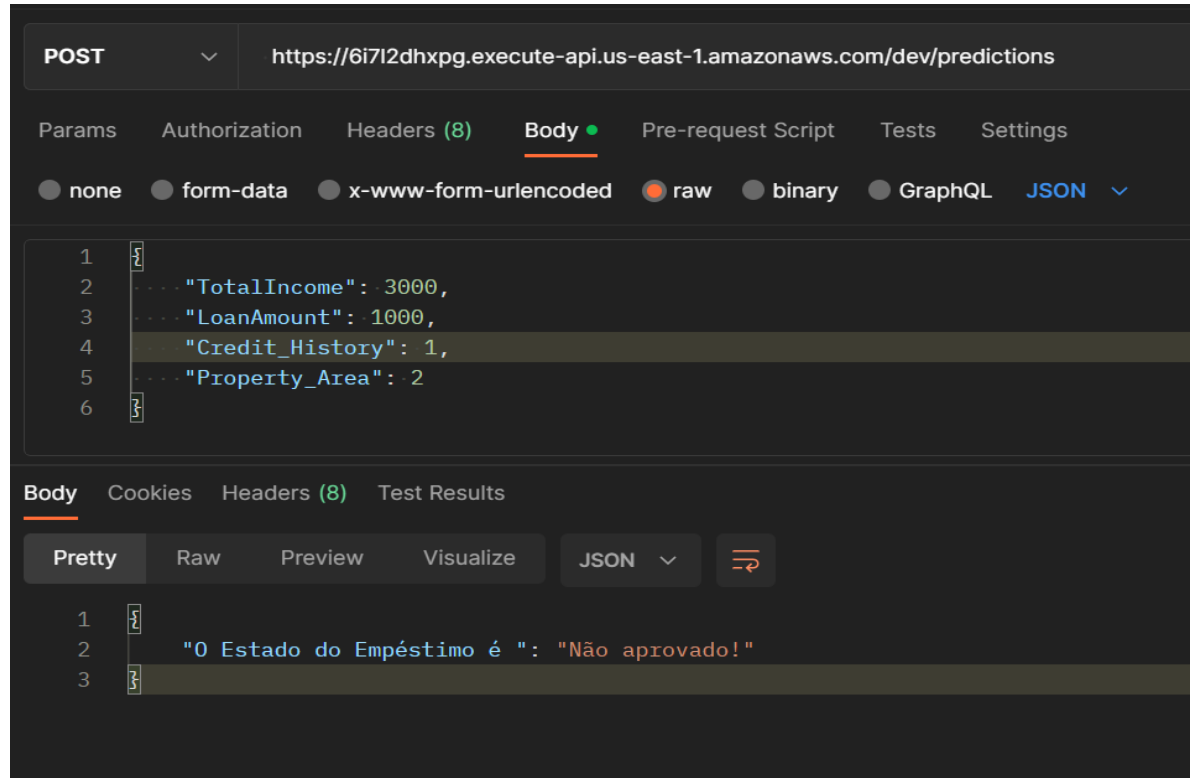 POST https://6i7l2dhxpg.execute-api.us-east-1.amazonaws.com/dev/predictions
Params Authorization Headers (8) Body Pre-request Script Tests Settings
none form-data x-www-form-urlencoded raw binary GraphQL JSON
1 {
2 "TotalIncome": 3000,
3 "LoanAmount": 1000,
4 "Credit_History": 1,
5 "Property_Area": 2
6 }
Body Cookies Headers (8) Test Results
Pretty Raw Preview Visualize JSON
1 {
2 "O Estado do Empéstimo é ": "Não aprovado!"
3 }